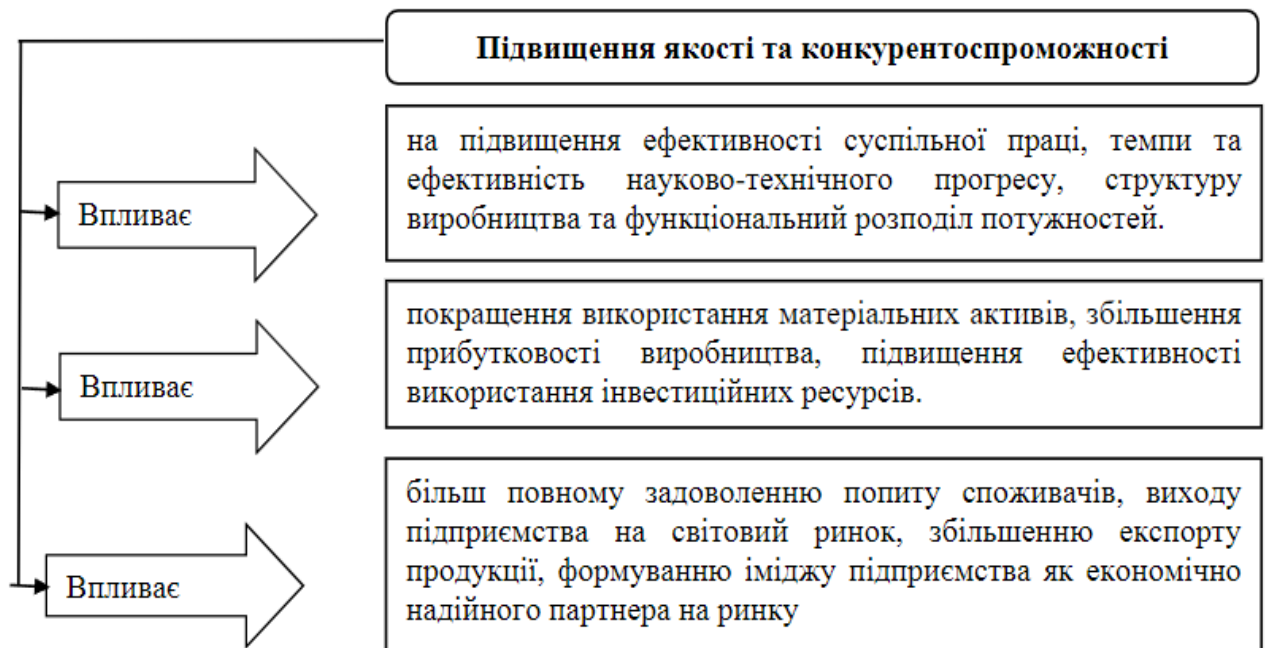 Підвищення якості та конкурентоспроможності
на підвищення ефективності суспільної праці, темпи та
ефективність науково-технічного прогресу, структуру
виробництва та функціональний розподіл потужностей.
Впливає
покращення використання матеріальних активів, збільшення
прибутковості виробництва, підвищення ефективності
використання інвестиційних ресурсів.
Впливає
більш повному задоволенню попиту споживачів, виходу
підприємства на світовий ринок, збільшенню експорту
продукції, формуванню іміджу підприємства як економічно
надійного партнера на ринку
Впливає